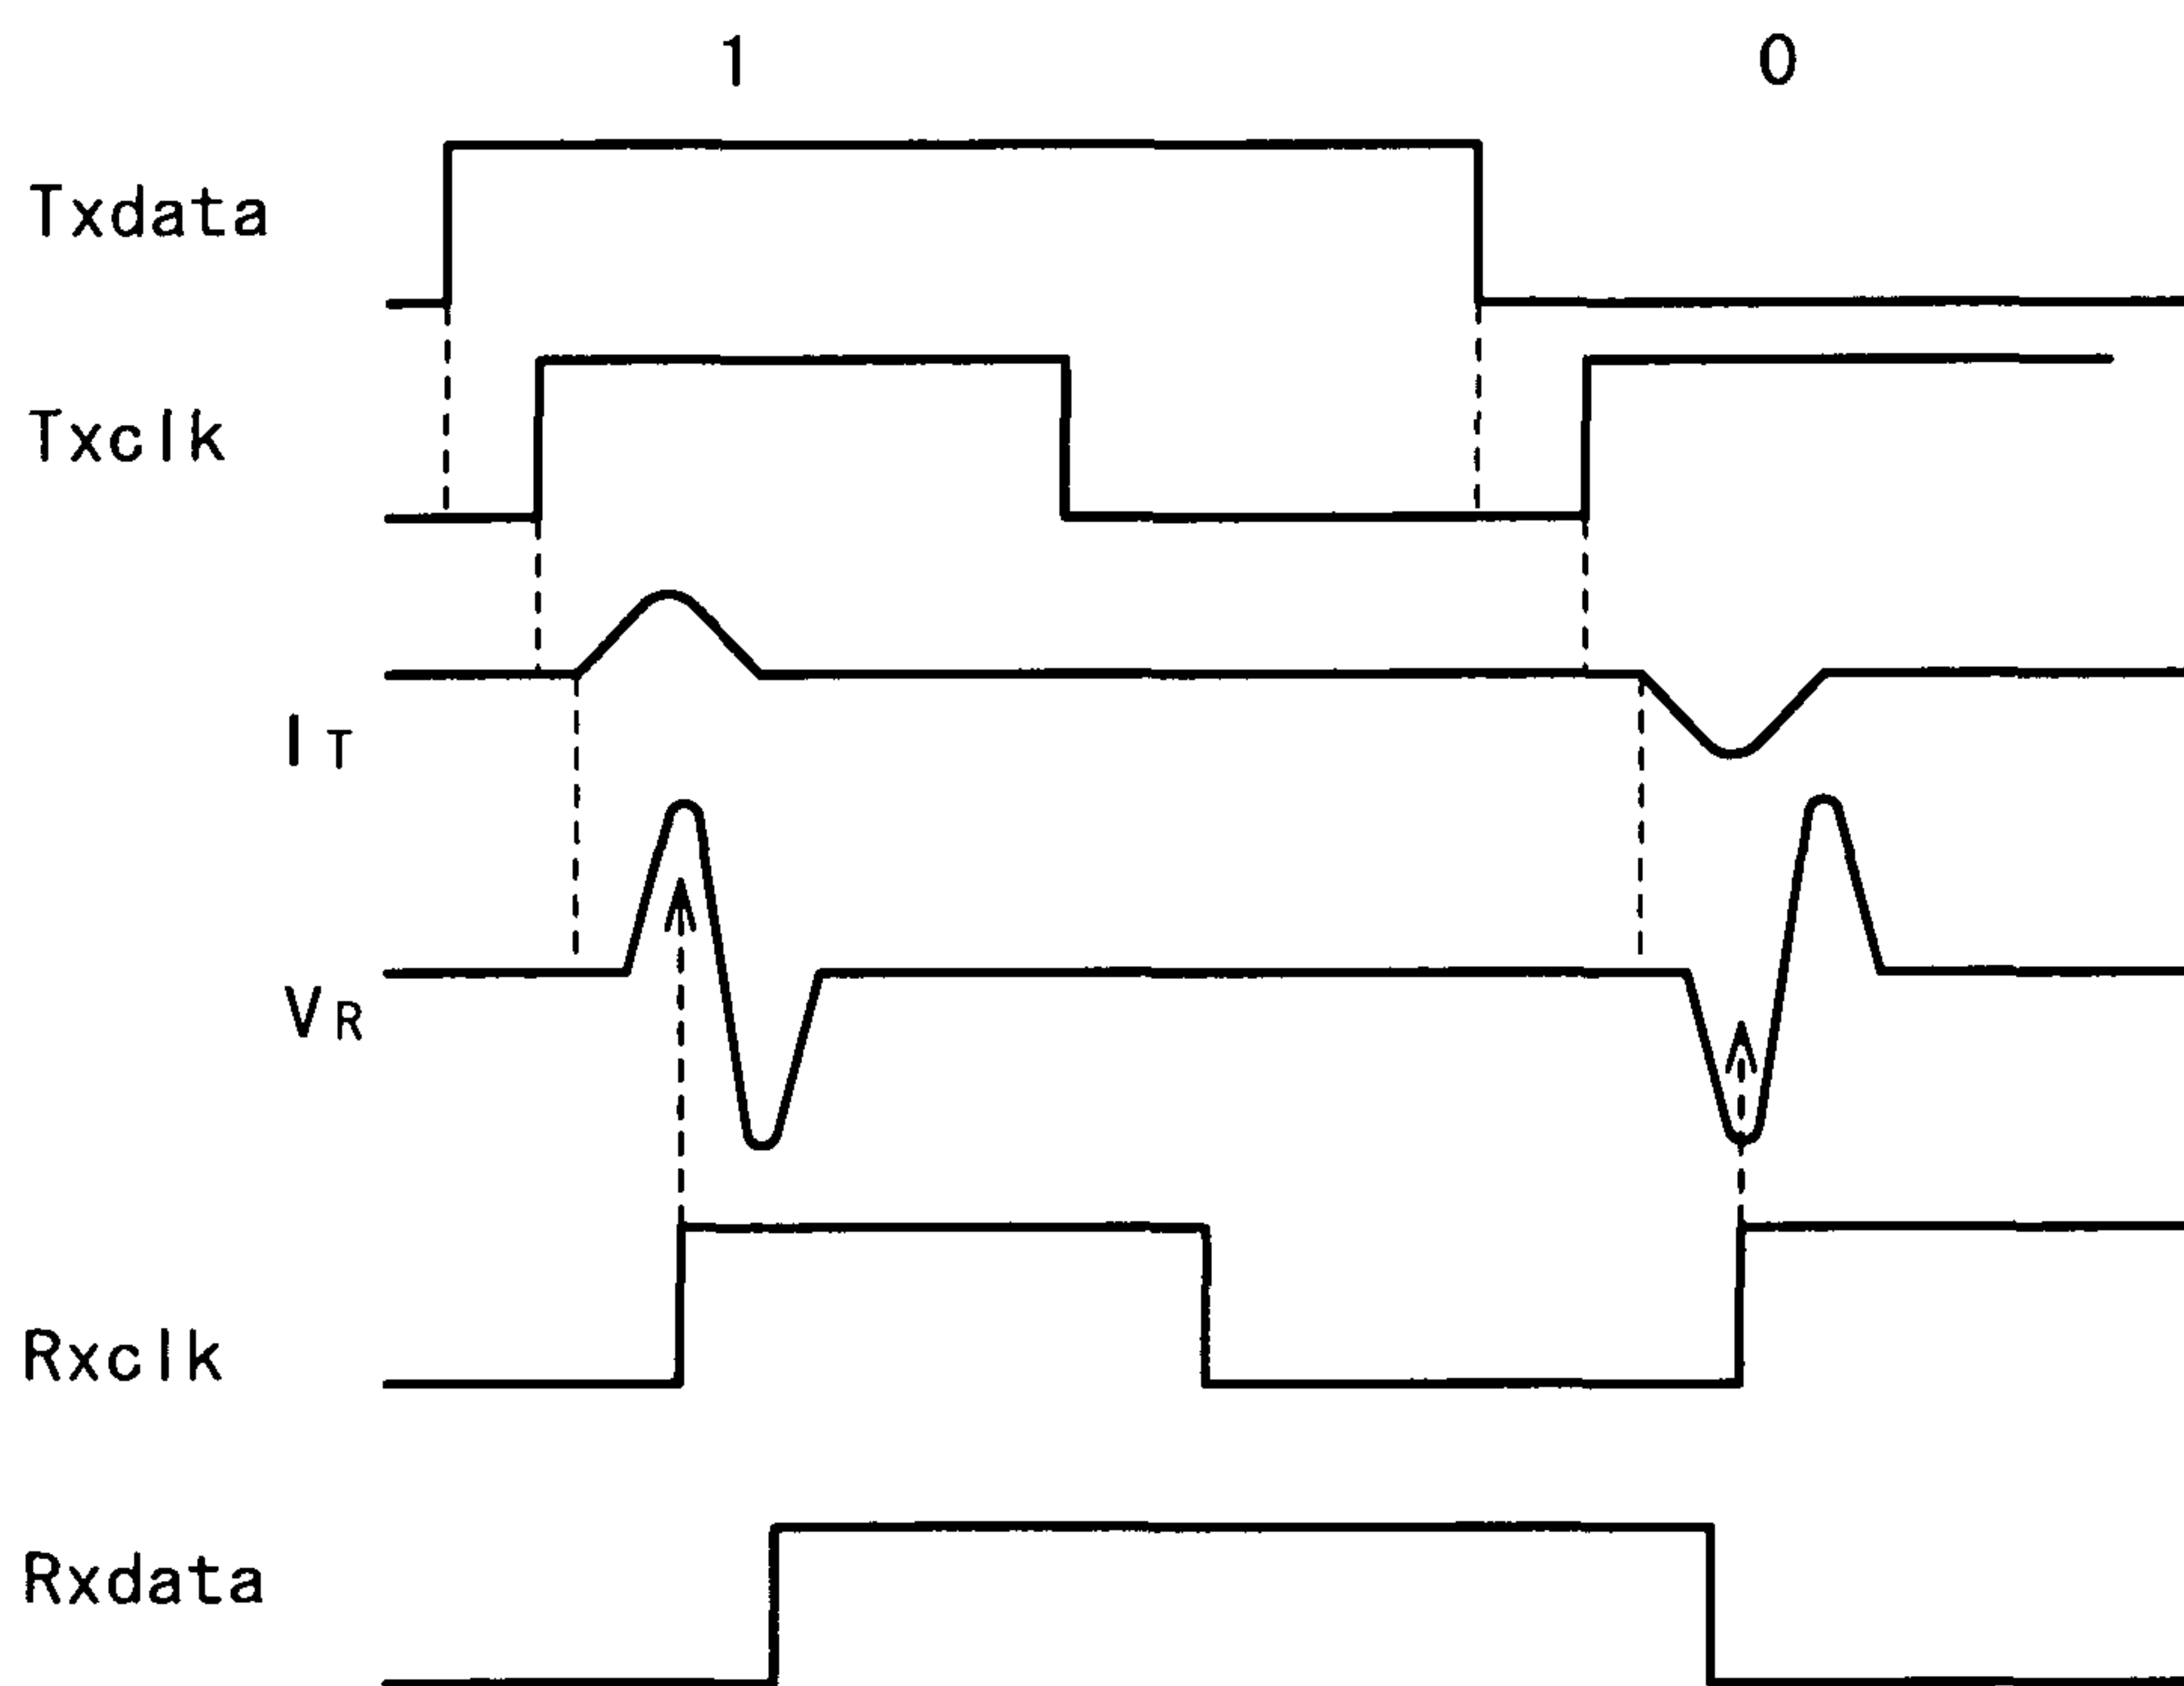 1 0
Txdata
Txclk
IT
VR
Rxclk
Rxdata